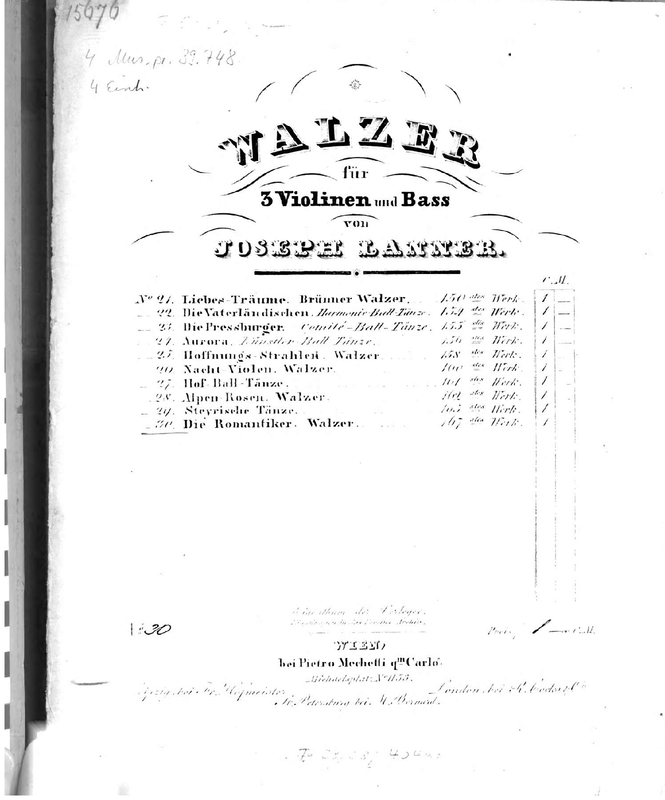 15676
4 Mus. pr. 39.748
4 Einb.
WALZER
für
3 Violinen und Bass
von
JOSEPH LANNER.
C.M.
No 21. Liebes-Träume. Brünner Walzer. 150 stes Werk. 1
22. Die Vaterländischen. Harmonie-Ball-Tänze. stes Werk. 1
23. Die Pressburger. Comité-Ball-Tänze. 155 stes Werk. 1
24. Aurora. Künstler Ball Tänze. 156 stes Werk. 1
25. Hoffnungs-Strahlen. Walzer 158 stes Werk. 1
Nacht-Violen. Walzer. 160 stes Werk. 1
27. Hof-Ball-Tänze. 161 stes Werk. 1
28. Alpen-Rosen. Walzer. 162 stes Werk. 1
29. Steyrische Tänze. 165 stes Werk. 1
30. Die Romantiker. Walzer. 167 stes Werk. 1
Eigenthum des Verlegers.
No 30 Preis 1 C.M.
WIEN,
bei Pietro Mechetti qm Carlo.
Michaelsplatz No 1153.
Leipzig, bei Fr. Hofmeister. London, bei R. Cocks & Co
St. Petersburg bei M. Bernard.